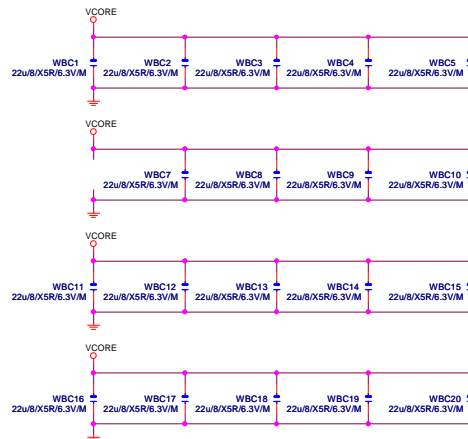 VCORE
WBC1 WBC2 WBC3 WBC4 WBC5
22u/8/X5R/6.3V/M 22u/8/X5R/6.3V/M 22u/8/X5R/6.3V/M 22u/8/X5R/6.3V/M 22u/8/X5R/6.3V/M
VCORE
WBC7 WBC8 WBC9 WBC10
22u/8/X5R/6.3V/M 22u/8/X5R/6.3V/M 22u/8/X5R/6.3V/M 22u/8/X5R/6.3V/M
VCORE
WBC11 WBC12 WBC13 WBC14 WBC15
22u/8/X5R/6.3V/M 22u/8/X5R/6.3V/M 22u/8/X5R/6.3V/M 22u/8/X5R/6.3V/M 22u/8/X5R/6.3V/M
VCORE
WBC16 WBC17 WBC18 WBC19 WBC20
22u/8/X5R/6.3V/M 22u/8/X5R/6.3V/M 22u/8/X5R/6.3V/M 22u/8/X5R/6.3V/M 22u/8/X5R/6.3V/M